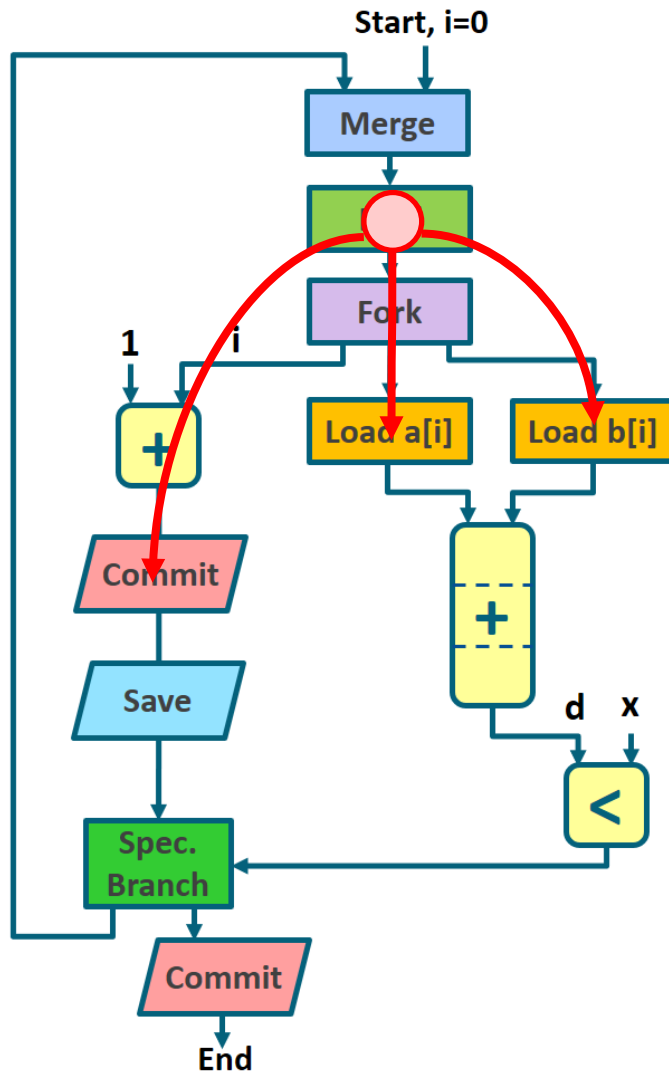 Start, i=0
Merge
Fork
1
i
+
Load a[i]
Load b[i]
Commit
+
Save
d
x
<
Spec.
Branch
Commit
End